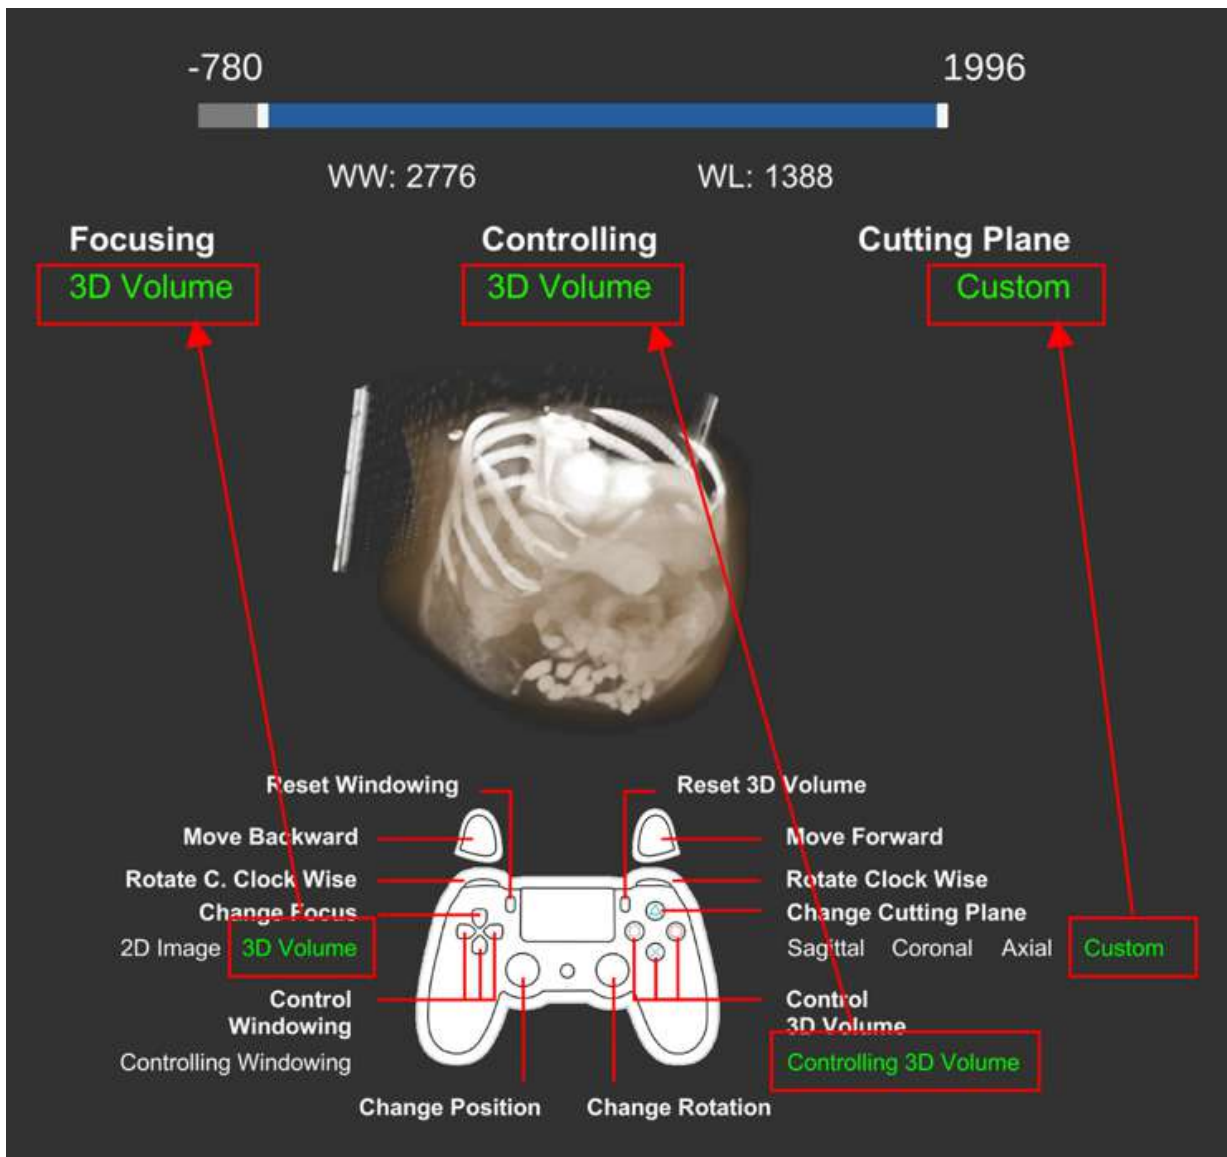 -780 1996
WW: 2776 WL: 1388
Focusing Controlling Cutting Plane
3D Volume 3D Volume Custom
Reset Windowing Reset 3D Volume
Move Backward Move Forward
Rotate C. Clock Wise Rotate Clock Wise
Change Focus Change Cutting Plane
2D Image 3D Volume Sagittal Coronal Axial Custom
Control Control
Windowing 3D Volume
Controlling Windowing Controlling 3D Volume
Change Position Change Rotation